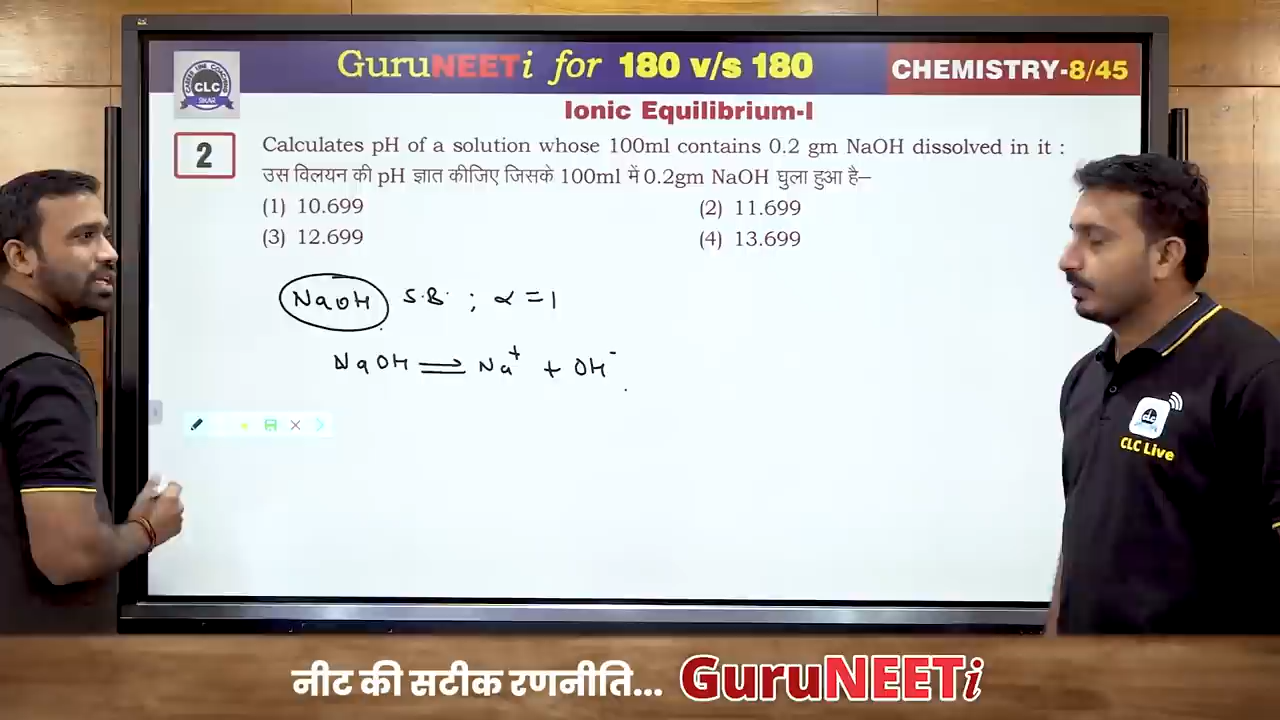 GuruNEETi for 180 v/s 180
CHEMISTRY-8/45
CLC
SIKAR
Ionic Equilibrium-I
2
Calculates pH of a solution whose 100ml contains 0.2 gm NaOH dissolved in it :
उस विलयन की pH ज्ञात कीजिए जिसके 100ml में 0.2gm NaOH घुला हुआ है–
(1) 10.699
(2) 11.699
(3) 12.699
(4) 13.699
NaOH S.B. ; α = 1
NaOH ⇌ Na⁺ + OH⁻
CLC
CLC Live
नीट की सटीक रणनीति... GuruNEETi